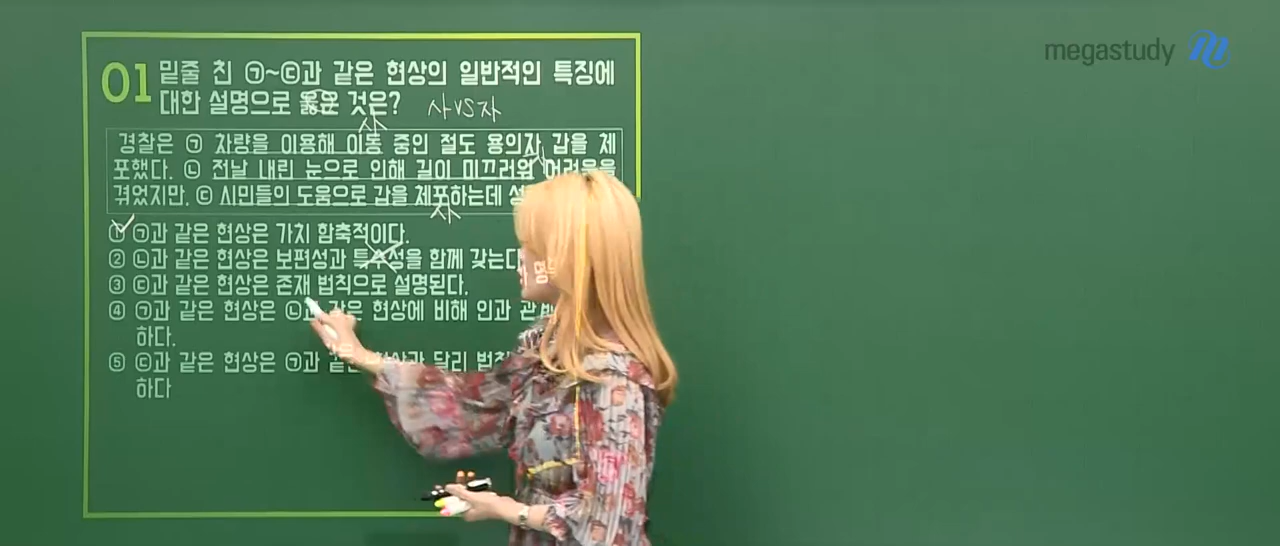 megastudy
01 밑줄 친 ㉠~㉢과 같은 현상의 일반적인 특징에
대한 설명으로 옳은 것은? 사VS자
사
경찰은 ㉠ 차량을 이용해 이동 중인 절도 용의자 갑을 체
포했다. ㉡ 전날 내린 눈으로 인해 길이 미끄러워 어려움을
겪었지만, ㉢ 시민들의 도움으로 갑을 체포하는데
① ㉠과 같은 현상은 가치 함축적이다.
② ㉡과 같은 현상은 보편성과 특수성을 함께 갖는다
③ ㉢과 같은 현상은 존재 법칙으로 설명된다.
④ ㉠과 같은 현상은 ㉡과 같은 현상에 비해 인과
하다.
⑤ ㉢과 같은 현상은 ㉠과 같은 현상과 달리
하다